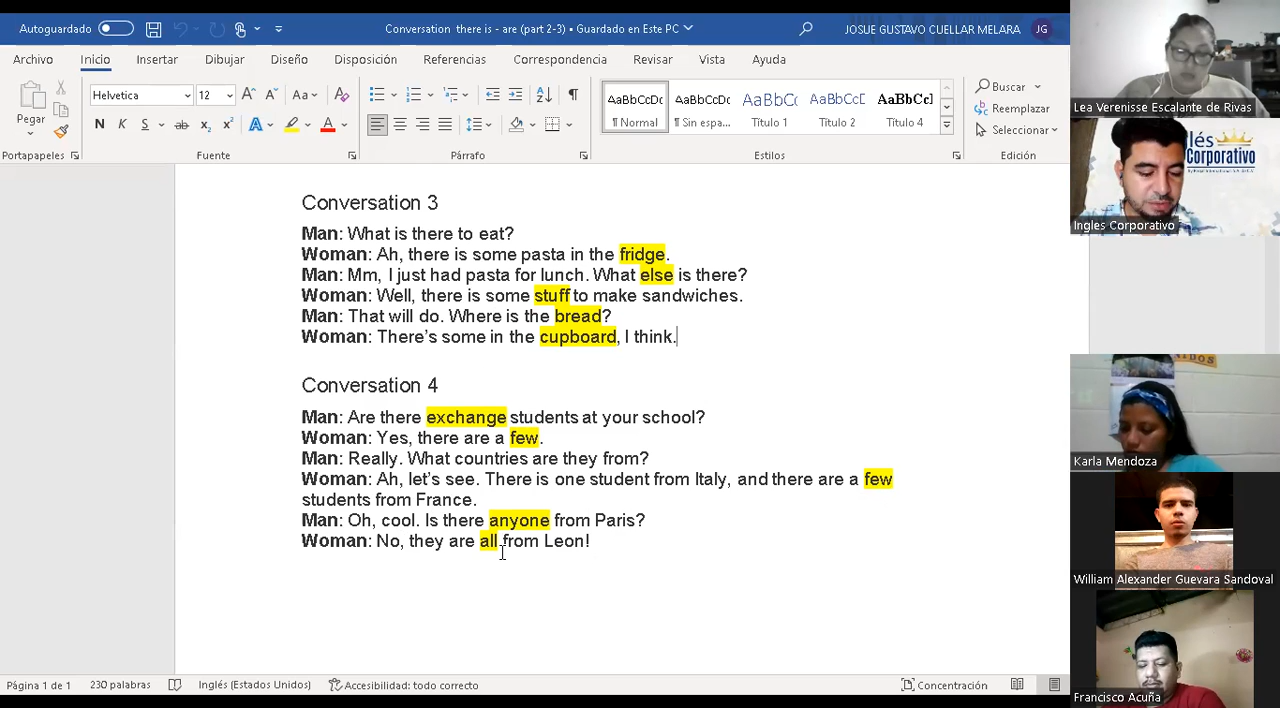 Autoguardado
Conversation there is - are (part 2-3) • Guardado en Este PC
JOSUE GUSTAVO CUELLAR MELARA
JG
Archivo
Inicio
Insertar
Dibujar
Diseño
Disposición
Referencias
Correspondencia
Revisar
Vista
Ayuda
Pegar
Helvetica
12
Aa
N K S ab x₂ x²
AaBbCcDc
¶ Normal
AaBbCcDc
¶ Sin espa...
AaBbCc
Título 1
AaBbCcD
Título 2
AaBbCcI
Título 4
Buscar
Reemplazar
Seleccionar
Portapapeles
Fuente
Párrafo
Estilos
Edición
Conversation 3
Man: What is there to eat?
Woman: Ah, there is some pasta in the fridge.
Man: Mm, I just had pasta for lunch. What else is there?
Woman: Well, there is some stuff to make sandwiches.
Man: That will do. Where is the bread?
Woman: There’s some in the cupboard, I think.
Conversation 4
Man: Are there exchange students at your school?
Woman: Yes, there are a few.
Man: Really. What countries are they from?
Woman: Ah, let’s see. There is one student from Italy, and there are a few
students from France.
Man: Oh, cool. Is there anyone from Paris?
Woman: No, they are all from Leon!
Página 1 de 1
230 palabras
Inglés (Estados Unidos)
Accesibilidad: todo correcto
Concentración
Lea Verenisse Escalante de Rivas
Corporativo
Ingles Corporativo
Karla Mendoza
William Alexander Guevara Sandoval
Francisco Acuña